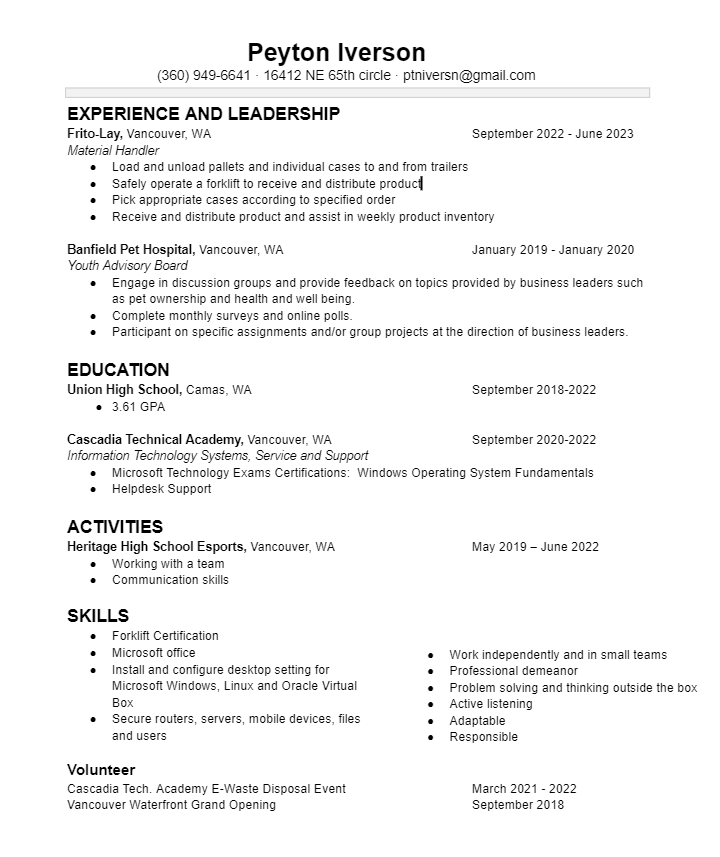 Peyton Iverson
(360) 949-6641 · 16412 NE 65th circle · ptniversn@gmail.com
EXPERIENCE AND LEADERSHIP
Frito-Lay, Vancouver, WA September 2022 - June 2023
Material Handler
● Load and unload pallets and individual cases to and from trailers
● Safely operate a forklift to receive and distribute product
● Pick appropriate cases according to specified order
● Receive and distribute product and assist in weekly product inventory
Banfield Pet Hospital, Vancouver, WA January 2019 - January 2020
Youth Advisory Board
● Engage in discussion groups and provide feedback on topics provided by business leaders such
as pet ownership and health and well being.
● Complete monthly surveys and online polls.
● Participant on specific assignments and/or group projects at the direction of business leaders.
EDUCATION
Union High School, Camas, WA September 2018-2022
● 3.61 GPA
Cascadia Technical Academy, Vancouver, WA September 2020-2022
Information Technology Systems, Service and Support
● Microsoft Technology Exams Certifications: Windows Operating System Fundamentals
● Helpdesk Support
ACTIVITIES
Heritage High School Esports, Vancouver, WA May 2019 – June 2022
● Working with a team
● Communication skills
SKILLS
● Forklift Certification
● Microsoft office
● Install and configure desktop setting for
Microsoft Windows, Linux and Oracle Virtual
Box
● Secure routers, servers, mobile devices, files
and users
● Work independently and in small teams
● Professional demeanor
● Problem solving and thinking outside the box
● Active listening
● Adaptable
● Responsible
Volunteer
Cascadia Tech. Academy E-Waste Disposal Event March 2021 - 2022
Vancouver Waterfront Grand Opening September 2018